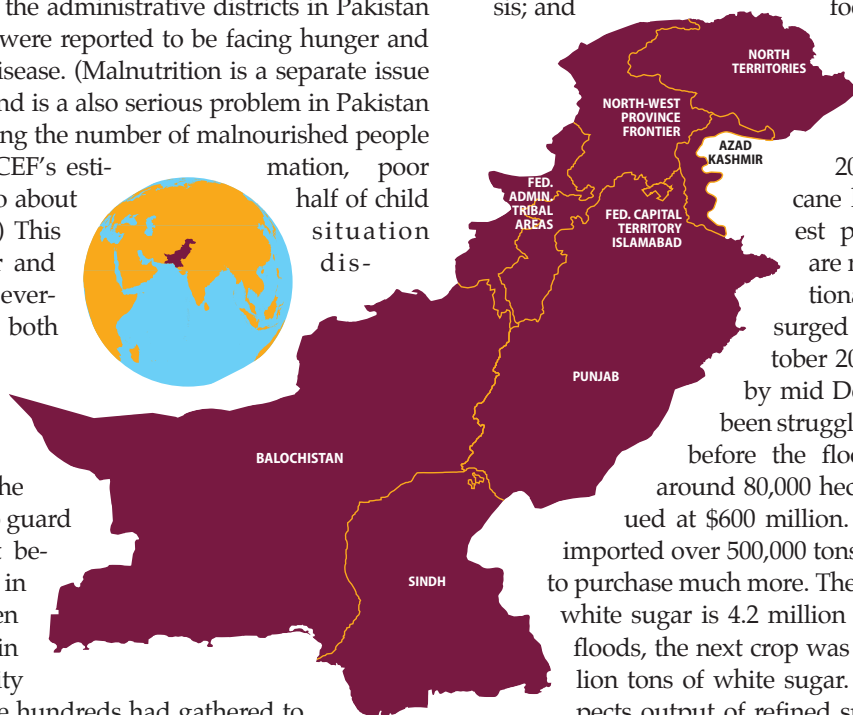 the administrative districts in Pakistan
were reported to be facing hunger and
isease. (Malnutrition is a separate issue
nd is a also serious problem in Pakistan
ing the number of malnourished people
CEF's esti- mation, poor
o about half of child
) This situation
r and dis-
ever-
both
he
guard
be-
in
en
in
lty
e hundreds had gathered to
sis; and
NORTH
TERRITORIES
NORTH-WEST
PROVINCE
FRONTIER
AZAD
KASHMIR
FED.
ADMIN.
TRIBAL
AREAS
FED. CAPITAL
TERRITORY
ISLAMABAD
PUNJAB
BALOCHISTAN
SINDH
foo
20
cane
est p
are
tiona
surged
tober 20
by mid De
been struggl
before the floo
around 80,000 hec
ued at $600 million.
imported over 500,000 tons
to purchase much more. The
white sugar is 4.2 million
floods, the next crop was
lion tons of white sugar.
pects output of refined su